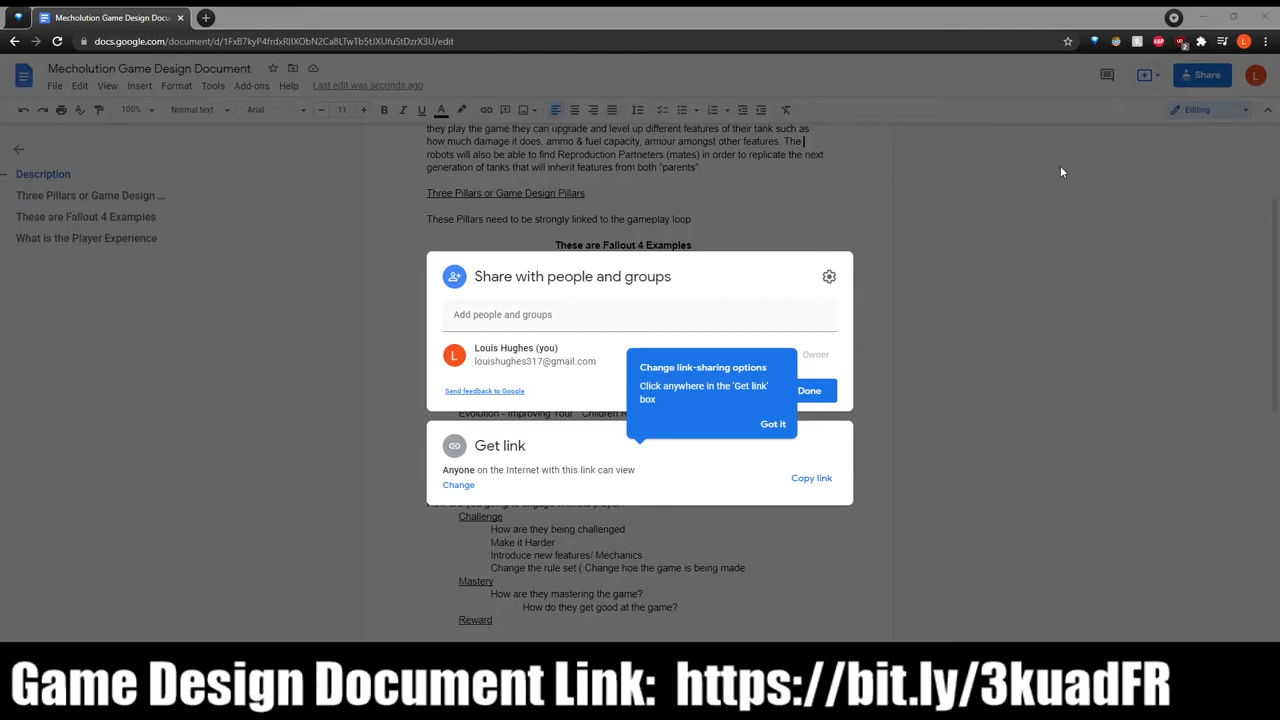 Mecholution Game Design Docu
docs.google.com/document/d/1FxB7kyP4frdxRJIXObN2Ca8LTwTb5tJXUfuStDzrX3U/edit
Mecholution Game Design Document
File Edit View Insert Format Tools Add-ons Help Last edit was seconds ago
Share
L
100% Normal text Arial 11 B I U A
Editing
they play the game they can upgrade and level up different features of their tank such as
how much damage it does, ammo & fuel capacity, armour amongst other features. The
robots will also be able to find Reproduction Partneters (mates) in order to replicate the next
generation of tanks that will inherit features from both "parents".
Description
Three Pillars or Game Design ...
These are Fallout 4 Examples
What is the Player Experience
Three Pillars or Game Design Pillars
These Pillars need to be strongly linked to the gameplay loop
These are Fallout 4 Examples
Share with people and groups
Add people and groups
L
Louis Hughes (you)
louishughes317@gmail.com
Owner
Change link-sharing options
Click anywhere in the 'Get link'
box
Got it
Send feedback to Google
Done
Evolution - Improving Your "Children
Get link
Anyone on the Internet with this link can view
Change
Copy link
Challenge
How are they being challenged
Make it Harder
Introduce new features/ Mechanics
Change the rule set ( Change hoe the game is being made
Mastery
How are they mastering the game?
How do they get good at the game?
Reward
Game Design Document Link: https://bit.ly/3kuadFR